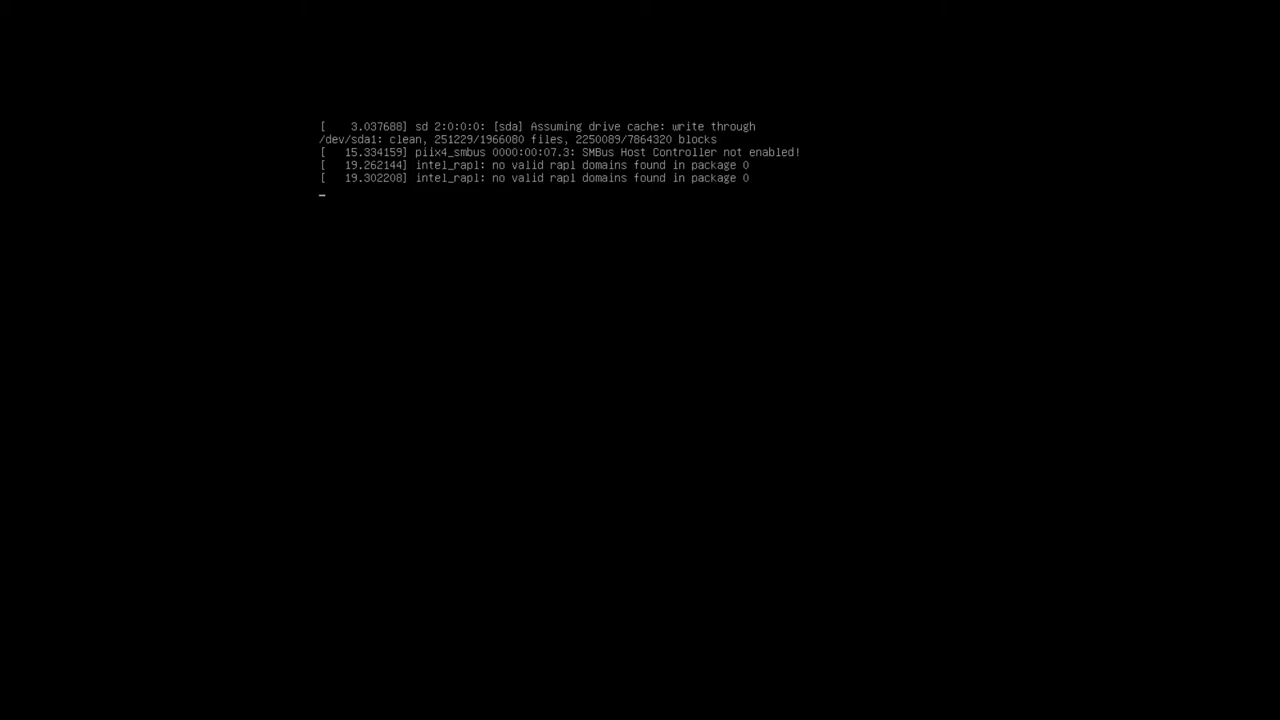 [    3.037688] sd 2:0:0:0: [sda] Assuming drive cache: write through
/dev/sda1: clean, 251229/1966080 files, 2250089/7864320 blocks
[   15.334159] piix4_smbus 0000:00:07.3: SMBus Host Controller not enabled!
[   19.262144] intel_rapl: no valid rapl domains found in package 0
[   19.302208] intel_rapl: no valid rapl domains found in package 0
_